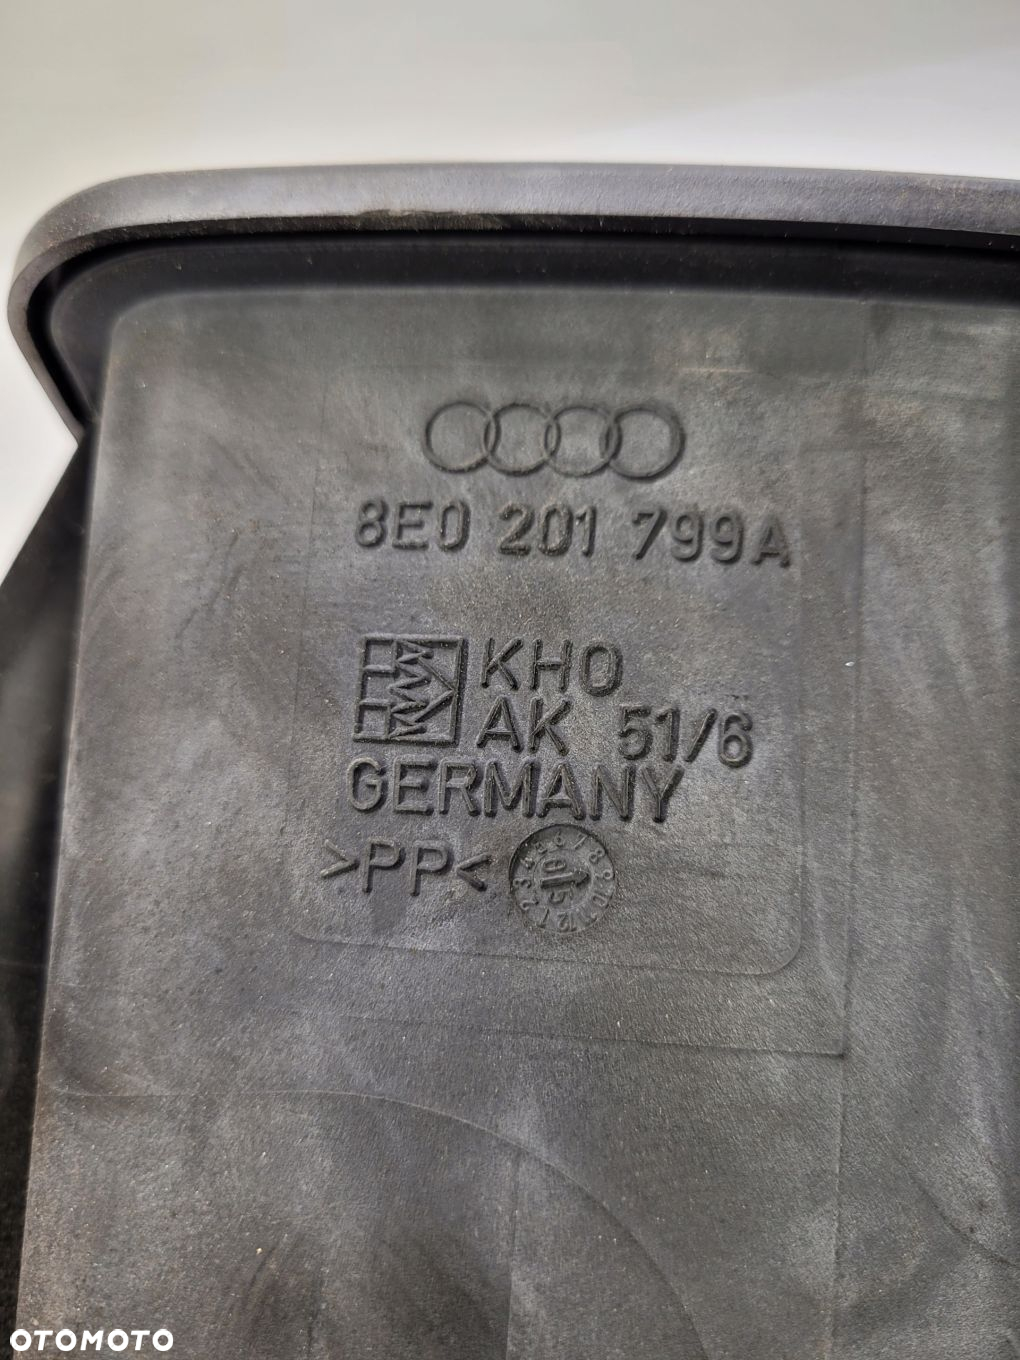 8E0 201 799A
KHO
AK 51/6
GERMANY
>PP<
OTOMOTO